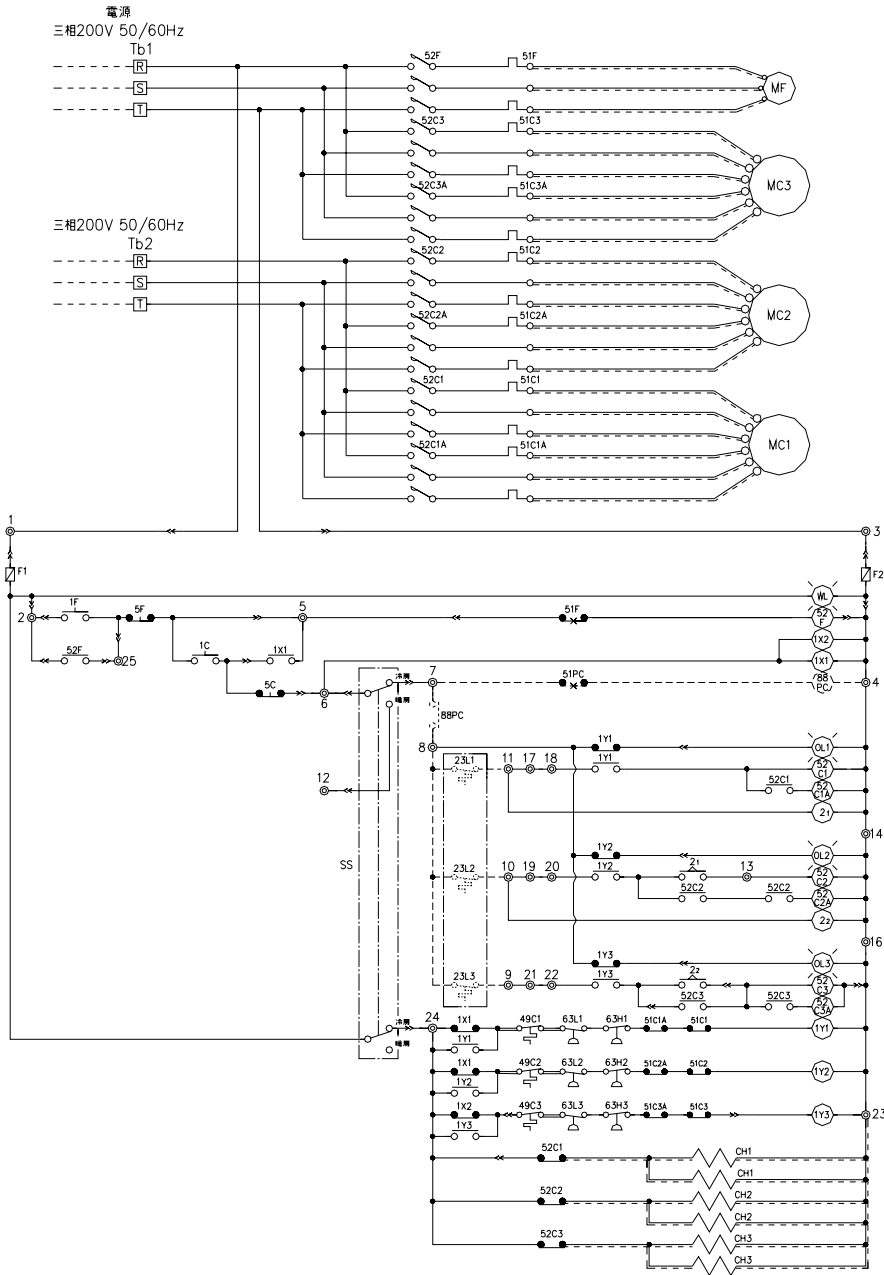 電源
三相200V 50/60Hz
Tb1
R 52F 51F
S MF
T
52C3 51C3
MC3
52C3A 51C3A
三相200V 50/60Hz
Tb2
R 52C2 51C2
S
T MC2
52C2A 51C2A
52C1 51C1
MC1
52C1A 51C1A
1 3
F1 F2
WL
2 1F 5F 5 51F 52F
1X2
52F 25 1C 1X1 1X1
5C 6 冷房 7 51PC 88PC 4
暖房
88PC
8 1Y1 OL1
23L1 11 17 18 1Y1 52C1
12 52C1 52C1A
2₁
14
1Y2 OL2
SS 23L2 10 19 20 1Y2 2₁ 13 52C2
52C2 52C2 52C2A
2₂
16
1Y3 OL3
23L3 9 21 22 1Y3 2₂ 52C3
52C3 52C3 52C3A
冷房 24 1X1 49C1 63L1 63H1 51C1A 51C1 1Y1
暖房 1Y1
1X1 49C2 63L2 63H2 51C2A 51C2 1Y2
1Y2
1X2 49C3 63L3 63H3 51C3A 51C3 1Y3 23
1Y3
52C1 CH1
CH1
52C2 CH2
CH2
52C3 CH3
CH3